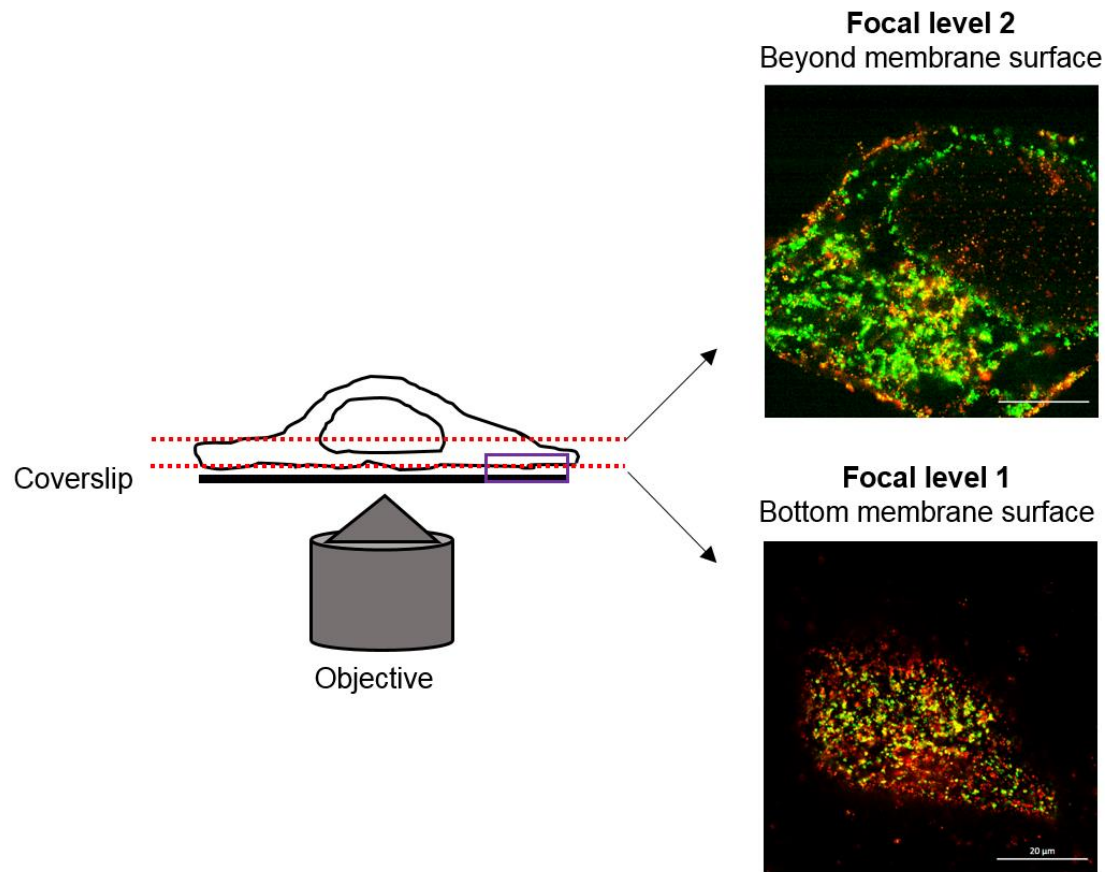 Focal level 2
Beyond membrane surface
Coverslip
Focal level 1
Bottom membrane surface
Objective
20 µm